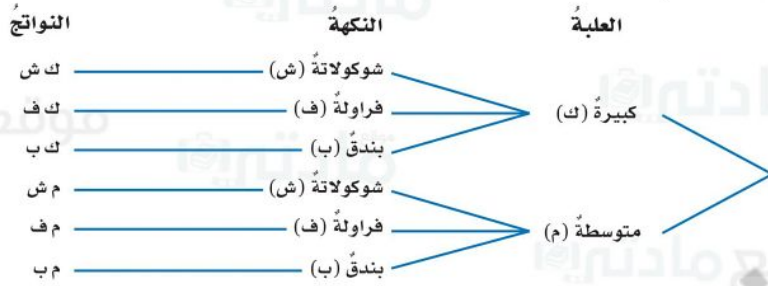 العلبةُ النكهةُ النواتجُ
شوكولاتةٌ (ش) ك ش
كبيرةٌ (ك) فراولةٌ (ف) ك ف
بندقٌ (ب) ك ب
شوكولاتةٌ (ش) م ش
متوسطةٌ (م) فراولةٌ (ف) م ف
بندقٌ (ب) م ب